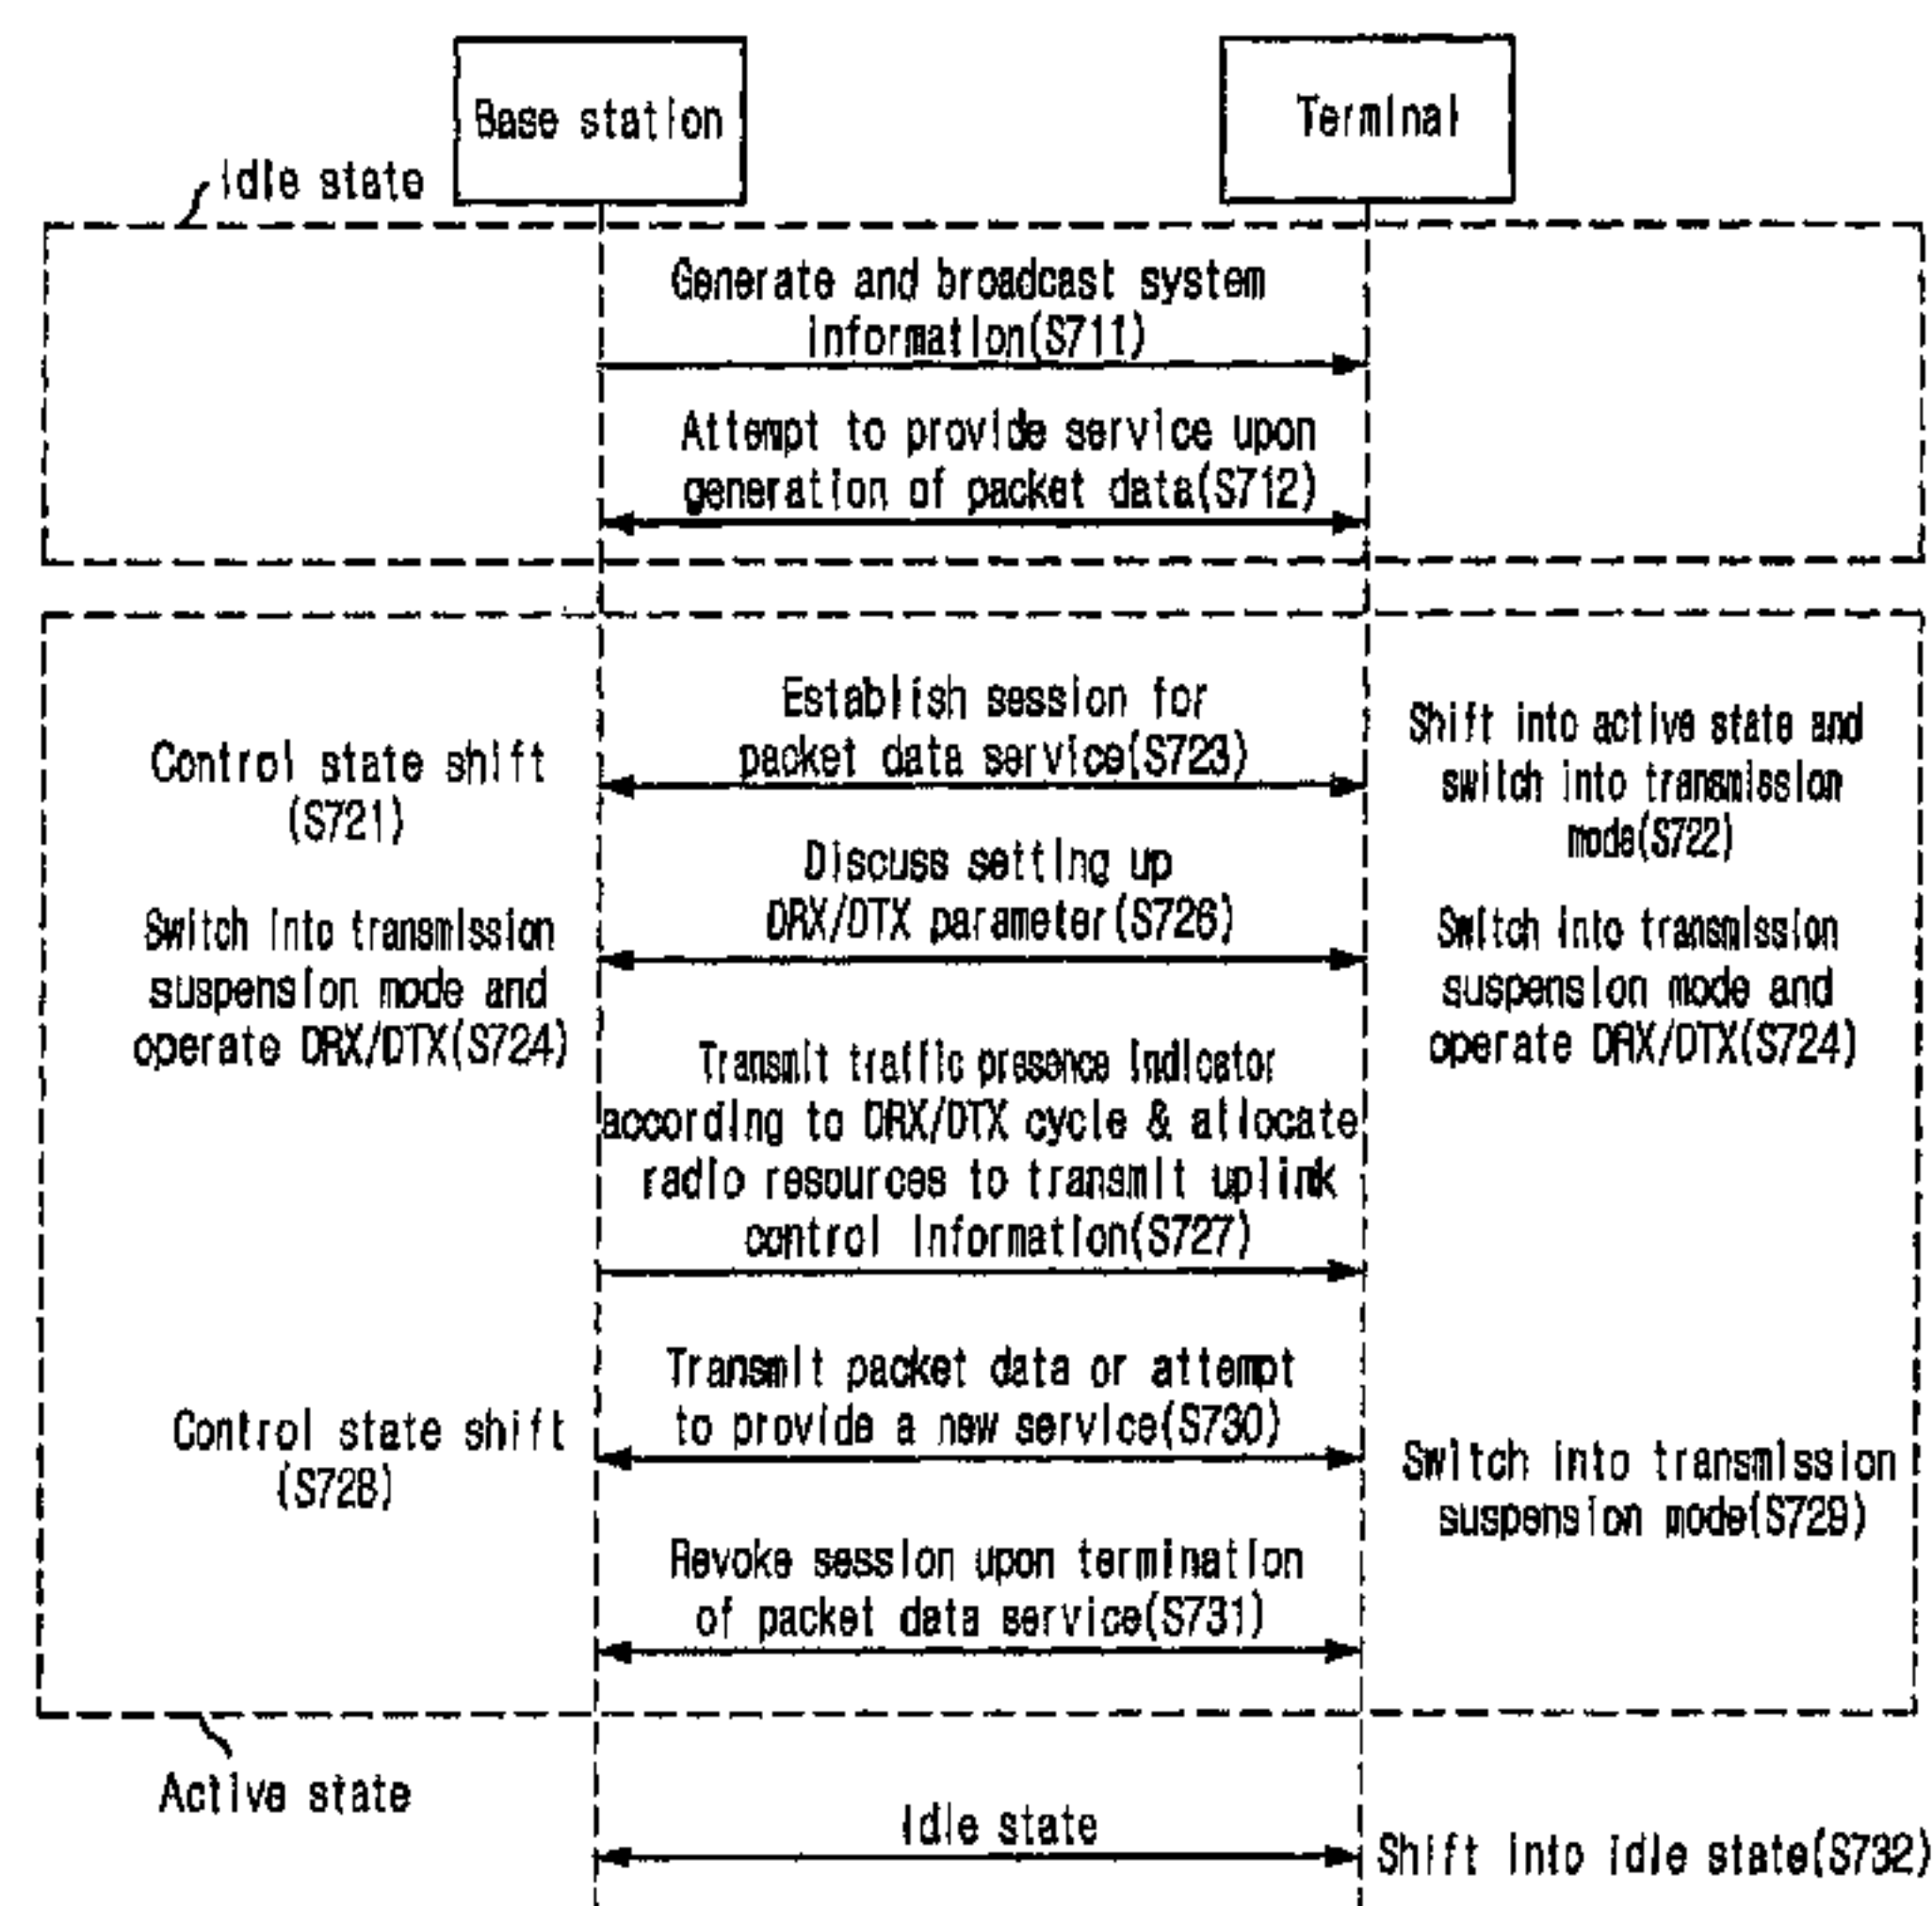 Base station
Terminal
Idle state
Generate and broadcast system
information(S711)
Attempt to provide service upon
generation of packet data(S712)
Establish session for
packet data service(S723)
Control state shift
(S721)
Shift into active state and
switch into transmission
mode(S722)
Discuss setting up
DRX/DTX parameter(S726)
Switch into transmission
suspension mode and
operate DRX/DTX(S724)
Switch into transmission
suspension mode and
operate DRX/DTX(S724)
Transmit traffic presence indicator
according to DRX/DTX cycle & allocate
radio resources to transmit uplink
control information(S727)
Transmit packet data or attempt
to provide a new service(S730)
Control state shift
(S728)
Switch into transmission
suspension mode(S729)
Revoke session upon termination
of packet data service(S731)
Active state
Idle state
Shift into idle state(S732)